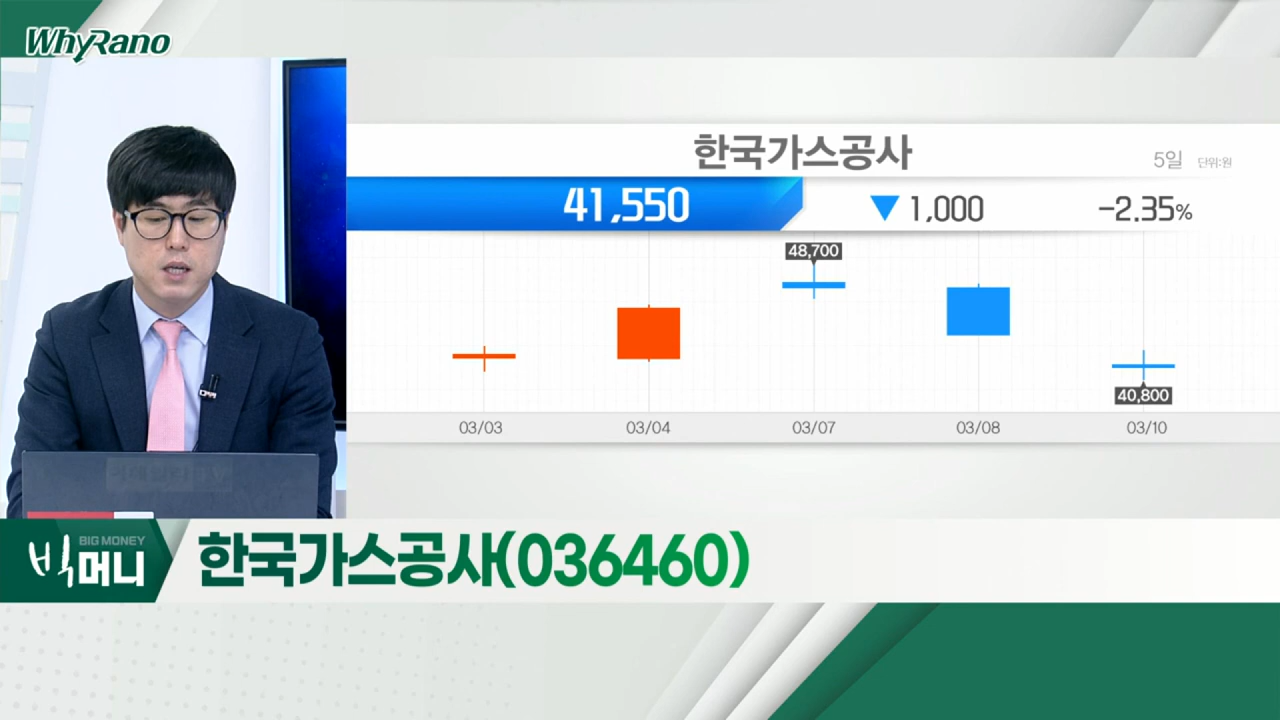 WhyRano
한국가스공사
5일 단위:원
41,550 ▼ 1,000 -2.35%
48,700
40,800
03/03 03/04 03/07 03/08 03/10
BIG MONEY
빅머니
한국가스공사(036460)